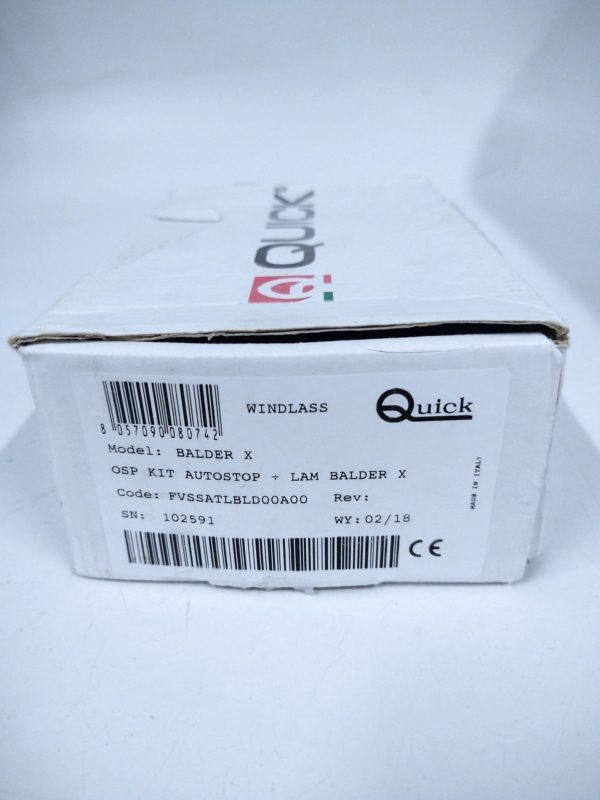 QUICK®
WINDLASS
Quick
8 057090 080742
Model: BALDER X
OSP KIT AUTOSTOP + LAM BALDER X
Code: FVSSATLBLD00A00 Rev:
SN: 102591 WY: 02/18
CE
MADE IN ITALY